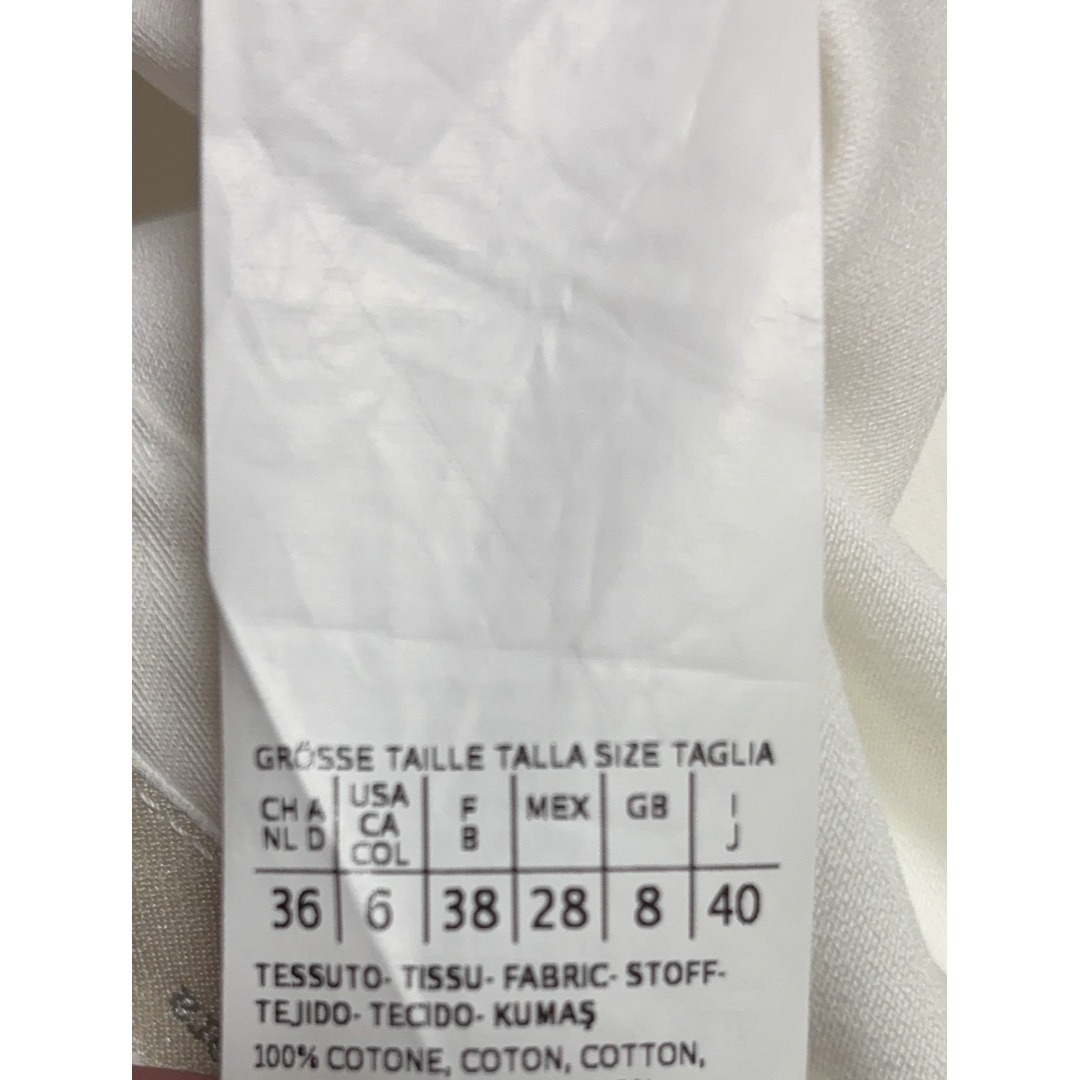 GRÖSSE TAILLE TALLA SIZE TAGLIA
CH A USA F MEX GB I
NL D CA B J
COL
36 6 38 28 8 40
TESSUTO- TISSU- FABRIC- STOFF-
TEJIDO- TECIDO- KUMAŞ
100% COTONE, COTON, COTTON,